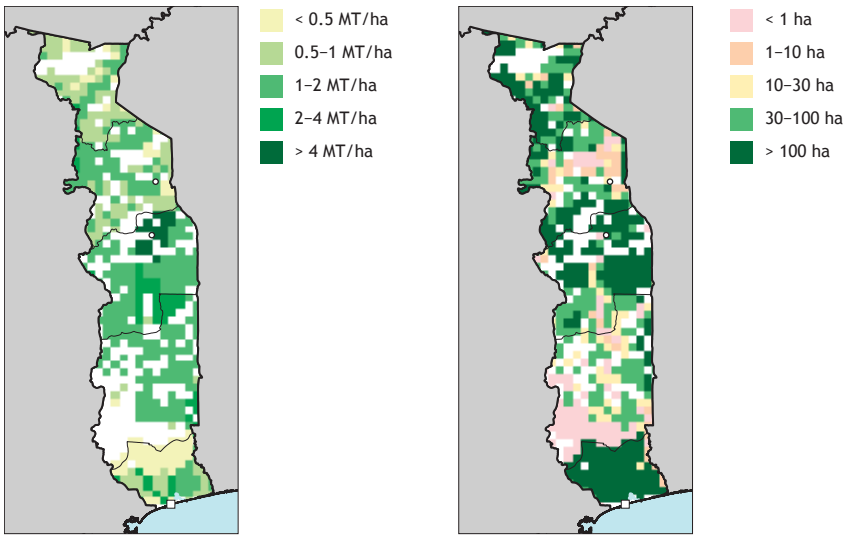 < 0.5 MT/ha
0.5–1 MT/ha
1–2 MT/ha
2–4 MT/ha
> 4 MT/ha
< 1 ha
1–10 ha
10–30 ha
30–100 ha
> 100 ha